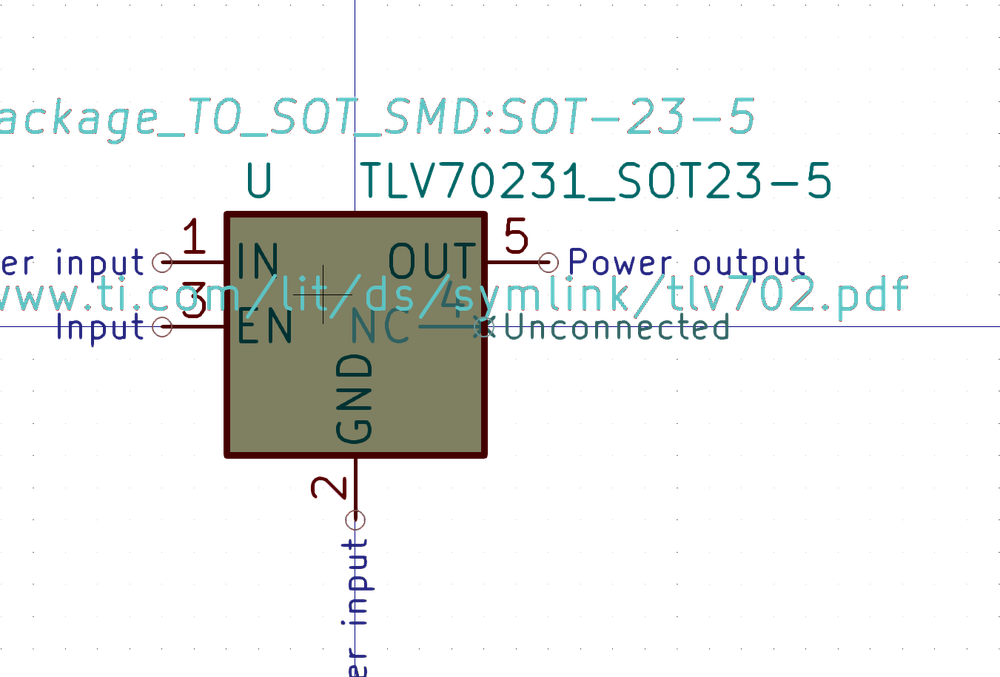 ackage_TO_SOT_SMD:SOT-23-5
U TLV70231_SOT23-5
1 5
er input IN OUT Power output
www.ti.com/lit/ds/symlink/tlv702.pdf
3 4
Input EN NC Unconnected
GND
2
er input